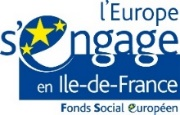 l'Europe
s'engage
en Ile-de-France
Fonds Social européen